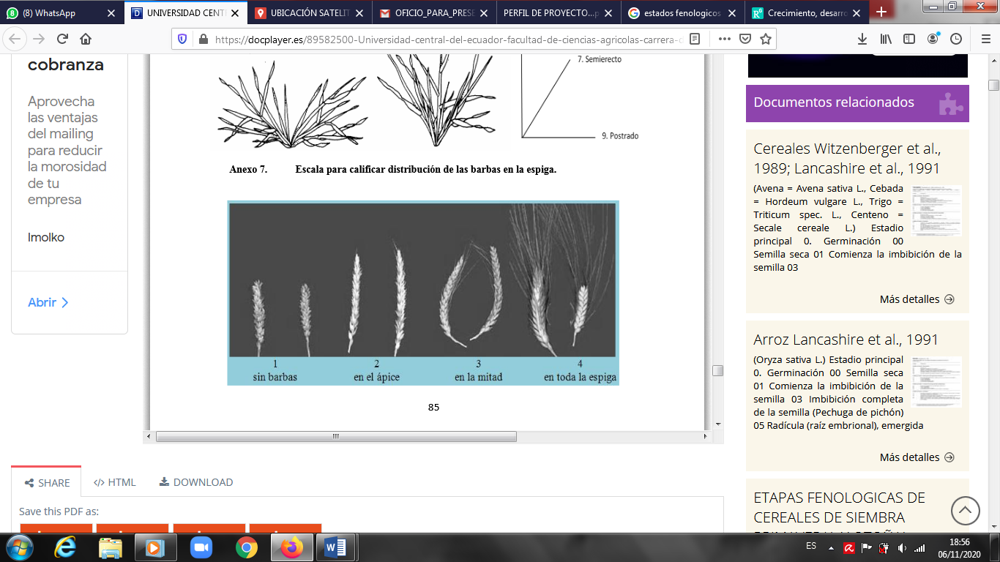 (8) WhatsApp
UNIVERSIDAD CENT
UBICACIÓN SATELIT
OFICIO_PARA_PRESE
PERFIL DE PROYECTO...p
estados fenologicos
Crecimiento, desarro
https://docplayer.es/89582500-Universidad-central-del-ecuador-facultad-de-ciencias-agricolas-carrera-d
cobranza
Aprovecha
las ventajas
del mailing
para reducir
la morosidad
de tu
empresa
Imolko
Abrir
7. Semierecto
9. Postrado
Anexo 7. Escala para calificar distribución de las barbas en la espiga.
1 2 3 4
sin barbas en el ápice en la mitad en toda la espiga
85
SHARE
HTML
DOWNLOAD
Save this PDF as:
Documentos relacionados
Cereales Witzenberger et al.,
1989; Lancashire et al., 1991
(Avena = Avena sativa L., Cebada
= Hordeum vulgare L., Trigo =
Triticum spec. L., Centeno =
Secale cereale L.) Estadio
principal 0. Germinación 00
Semilla seca 01 Comienza la imbibición de la
semilla 03
Más detalles
Arroz Lancashire et al., 1991
(Oryza sativa L.) Estadio principal
0. Germinación 00 Semilla seca
01 Comienza la imbibición de la
semilla 03 Imbibición completa
de la semilla (Pechuga de pichón)
05 Radícula (raíz embrional), emergida
Más detalles
ETAPAS FENOLOGICAS DE
CEREALES DE SIEMBRA
ES
18:56
06/11/2020